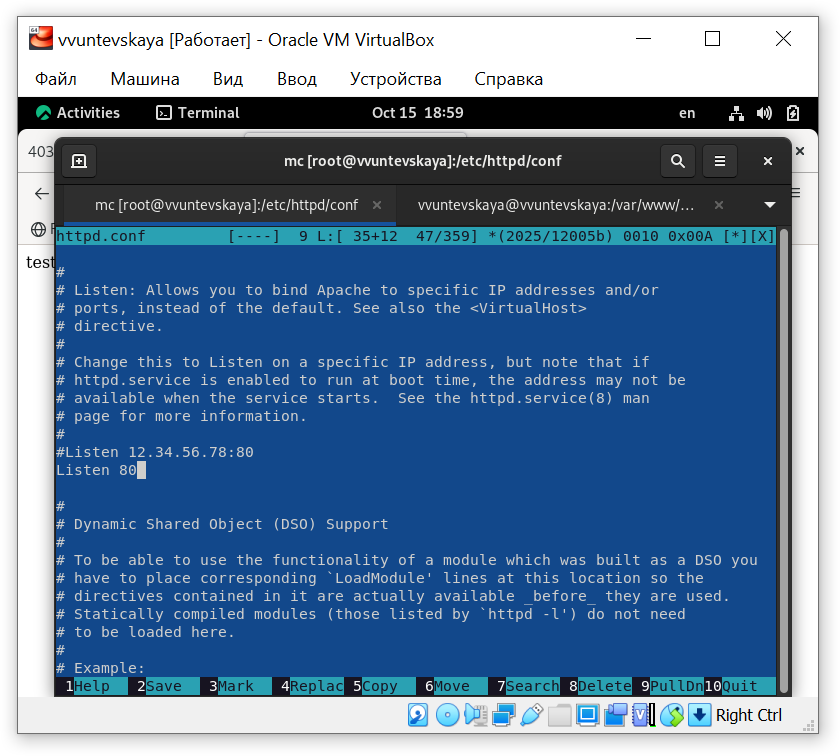 vvuntevskaya [Работает] - Oracle VM VirtualBox
Файл Машина Вид Ввод Устройства Справка
Activities Terminal Oct 15 18:59 en
403
mc [root@vvuntevskaya]:/etc/httpd/conf
mc [root@vvuntevskaya]:/etc/httpd/conf × vvuntevskaya@vvuntevskaya:/var/www/... ×
test
httpd.conf [----] 9 L:[ 35+12 47/359] *(2025/12005b) 0010 0x00A [*][X]
#
# Listen: Allows you to bind Apache to specific IP addresses and/or
# ports, instead of the default. See also the <VirtualHost>
# directive.
#
# Change this to Listen on a specific IP address, but note that if
# httpd.service is enabled to run at boot time, the address may not be
# available when the service starts.  See the httpd.service(8) man
# page for more information.
#
#Listen 12.34.56.78:80
Listen 80
#
# Dynamic Shared Object (DSO) Support
#
# To be able to use the functionality of a module which was built as a DSO you
# have to place corresponding `LoadModule' lines at this location so the
# directives contained in it are actually available _before_ they are used.
# Statically compiled modules (those listed by `httpd -l') do not need
# to be loaded here.
#
# Example:
1Help 2Save 3Mark 4Replac 5Copy 6Move 7Search 8Delete 9PullDn 10Quit
Right Ctrl